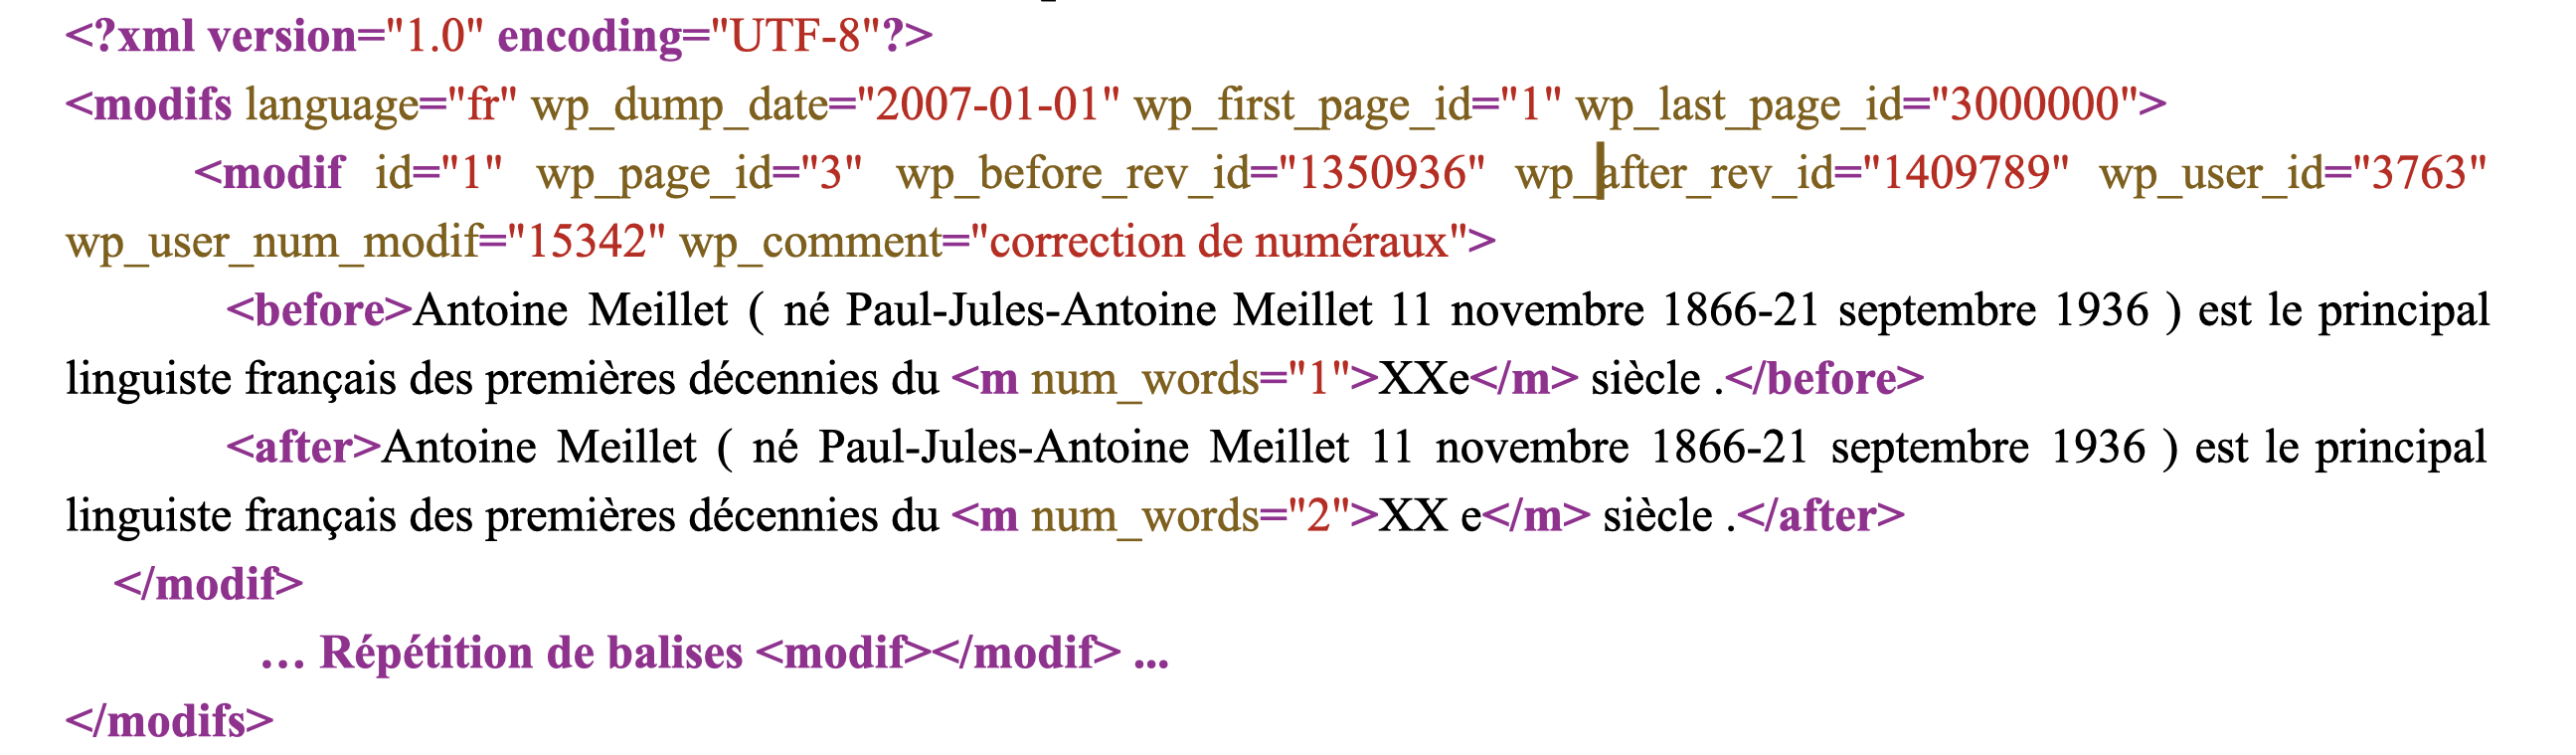 <?xml version="1.0" encoding="UTF-8"?>
<modifs language="fr" wp_dump_date="2007-01-01" wp_first_page_id="1" wp_last_page_id="3000000">
<modif id="1" wp_page_id="3" wp_before_rev_id="1350936" wp_after_rev_id="1409789" wp_user_id="3763"
wp_user_num_modif="15342" wp_comment="correction de numéraux">
<before>Antoine Meillet ( né Paul-Jules-Antoine Meillet 11 novembre 1866-21 septembre 1936 ) est le principal
linguiste français des premières décennies du <m num_words="1">XXe</m> siècle .</before>
<after>Antoine Meillet ( né Paul-Jules-Antoine Meillet 11 novembre 1866-21 septembre 1936 ) est le principal
linguiste français des premières décennies du <m num_words="2">XX e</m> siècle .</after>
</modif>
… Répétition de balises <modif></modif> ...
</modifs>